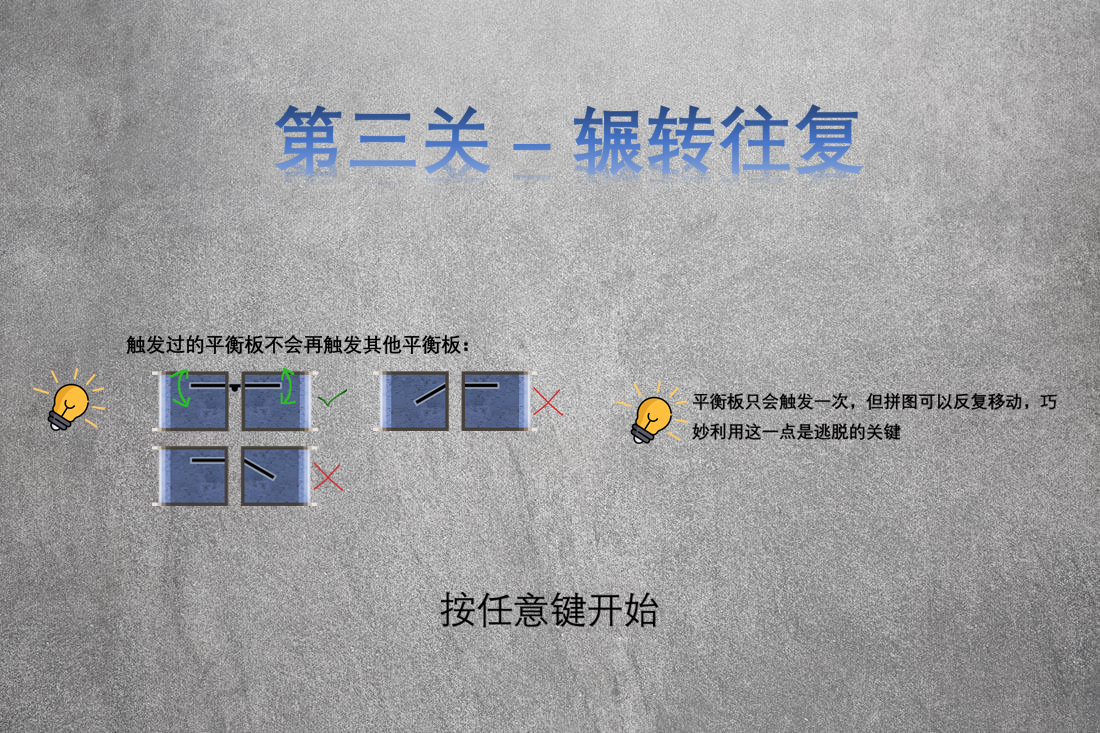 第三关 – 辗转往复
触发过的平衡板不会再触发其他平衡板：
平衡板只会触发一次，但拼图可以反复移动，巧
妙利用这一点是逃脱的关键
按任意键开始